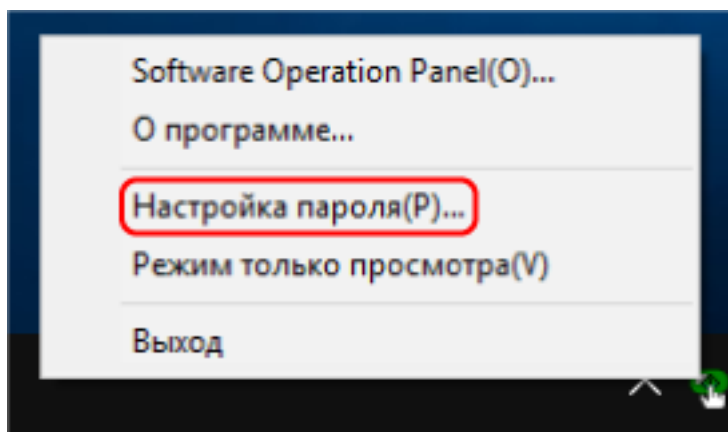 Software Operation Panel(O)...
О программе...
Настройка пароля(P)...
Режим только просмотра(V)
Выход